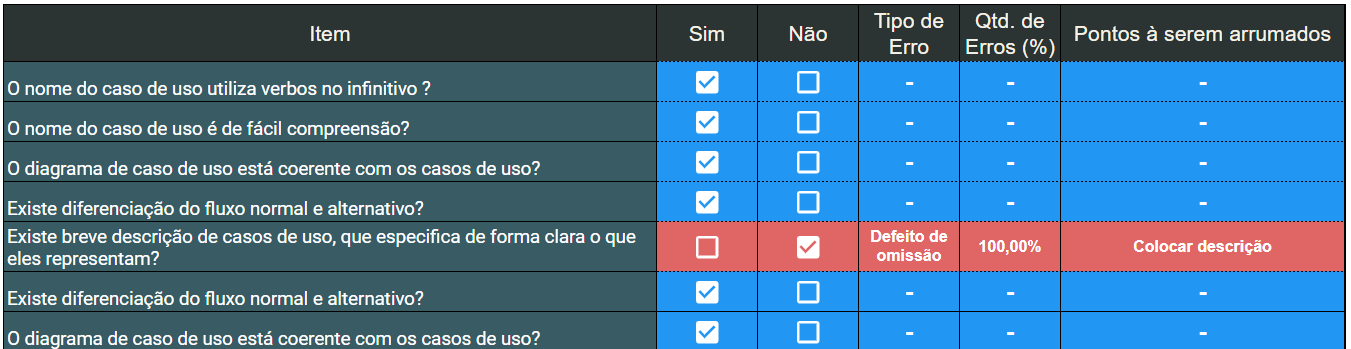 Item Sim Não Tipo de Erro Qtd. de Erros (%) Pontos à serem arrumados
O nome do caso de uso utiliza verbos no infinitivo ? - - -
O nome do caso de uso é de fácil compreensão? - - -
O diagrama de caso de uso está coerente com os casos de uso? - - -
Existe diferenciação do fluxo normal e alternativo? - - -
Existe breve descrição de casos de uso, que especifica de forma clara o que
eles representam? Defeito de omissão 100,00% Colocar descrição
Existe diferenciação do fluxo normal e alternativo? - - -
O diagrama de caso de uso está coerente com os casos de uso? - - -